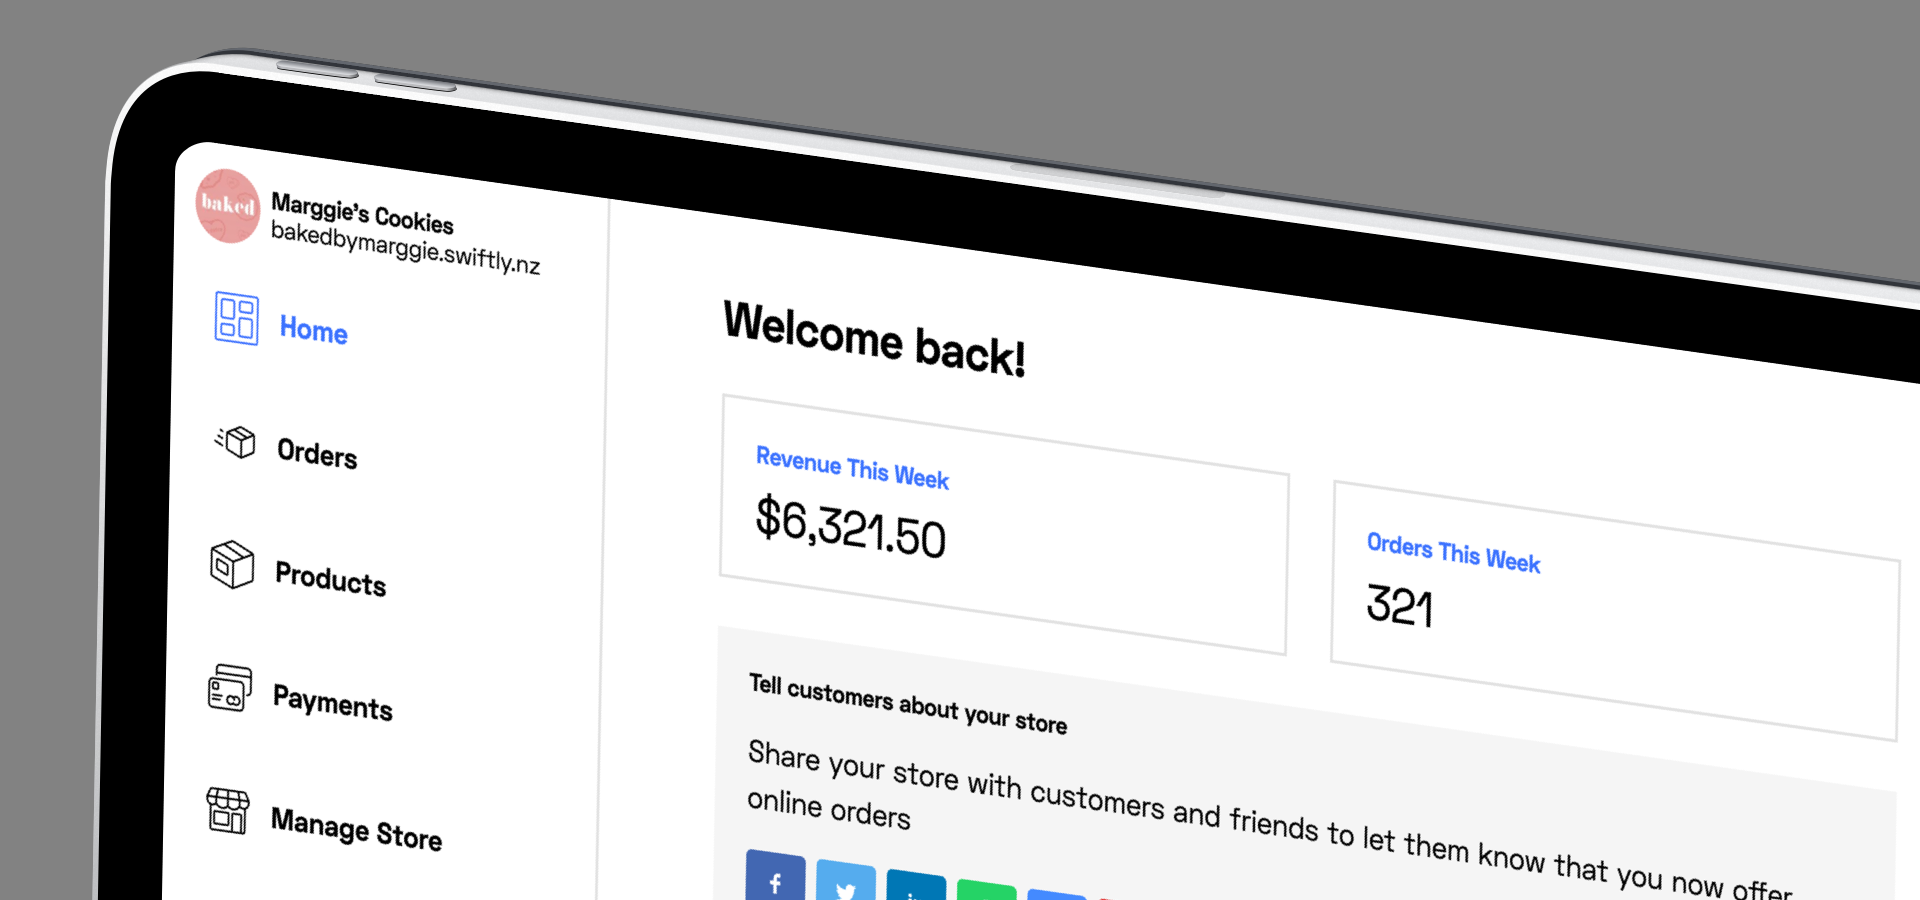 baked
Marggie's Cookies
bakedbymarggie.swiftly.nz
Home
Orders
Products
Payments
Manage Store
Welcome back!
Revenue This Week
$6,321.50
Orders This Week
321
Tell customers about your store
Share your store with customers and friends to let them know that you now offer
online orders